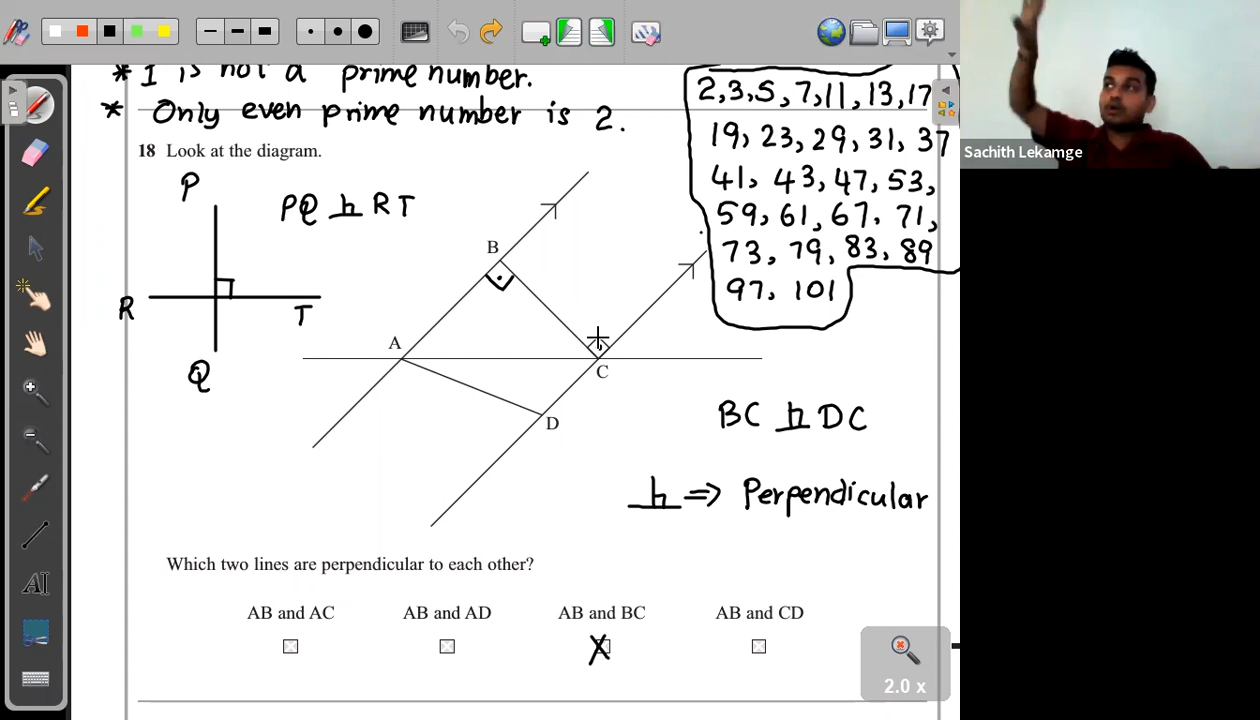 * 1 is not a prime number.
* Only even prime number is 2.
2,3,5,7,11,13,17
19, 23, 29, 31, 37
41, 43, 47, 53,
59, 61, 67, 71,
73, 79, 83, 89
97, 101
Sachith Lekamge
18 Look at the diagram.
P
PQ ⊥ RT
R
T
Q
B
A
C
D
BC ⊥ DC
⊥ => Perpendicular
Which two lines are perpendicular to each other?
AB and AC AB and AD AB and BC AB and CD
X
AI
2.0 x